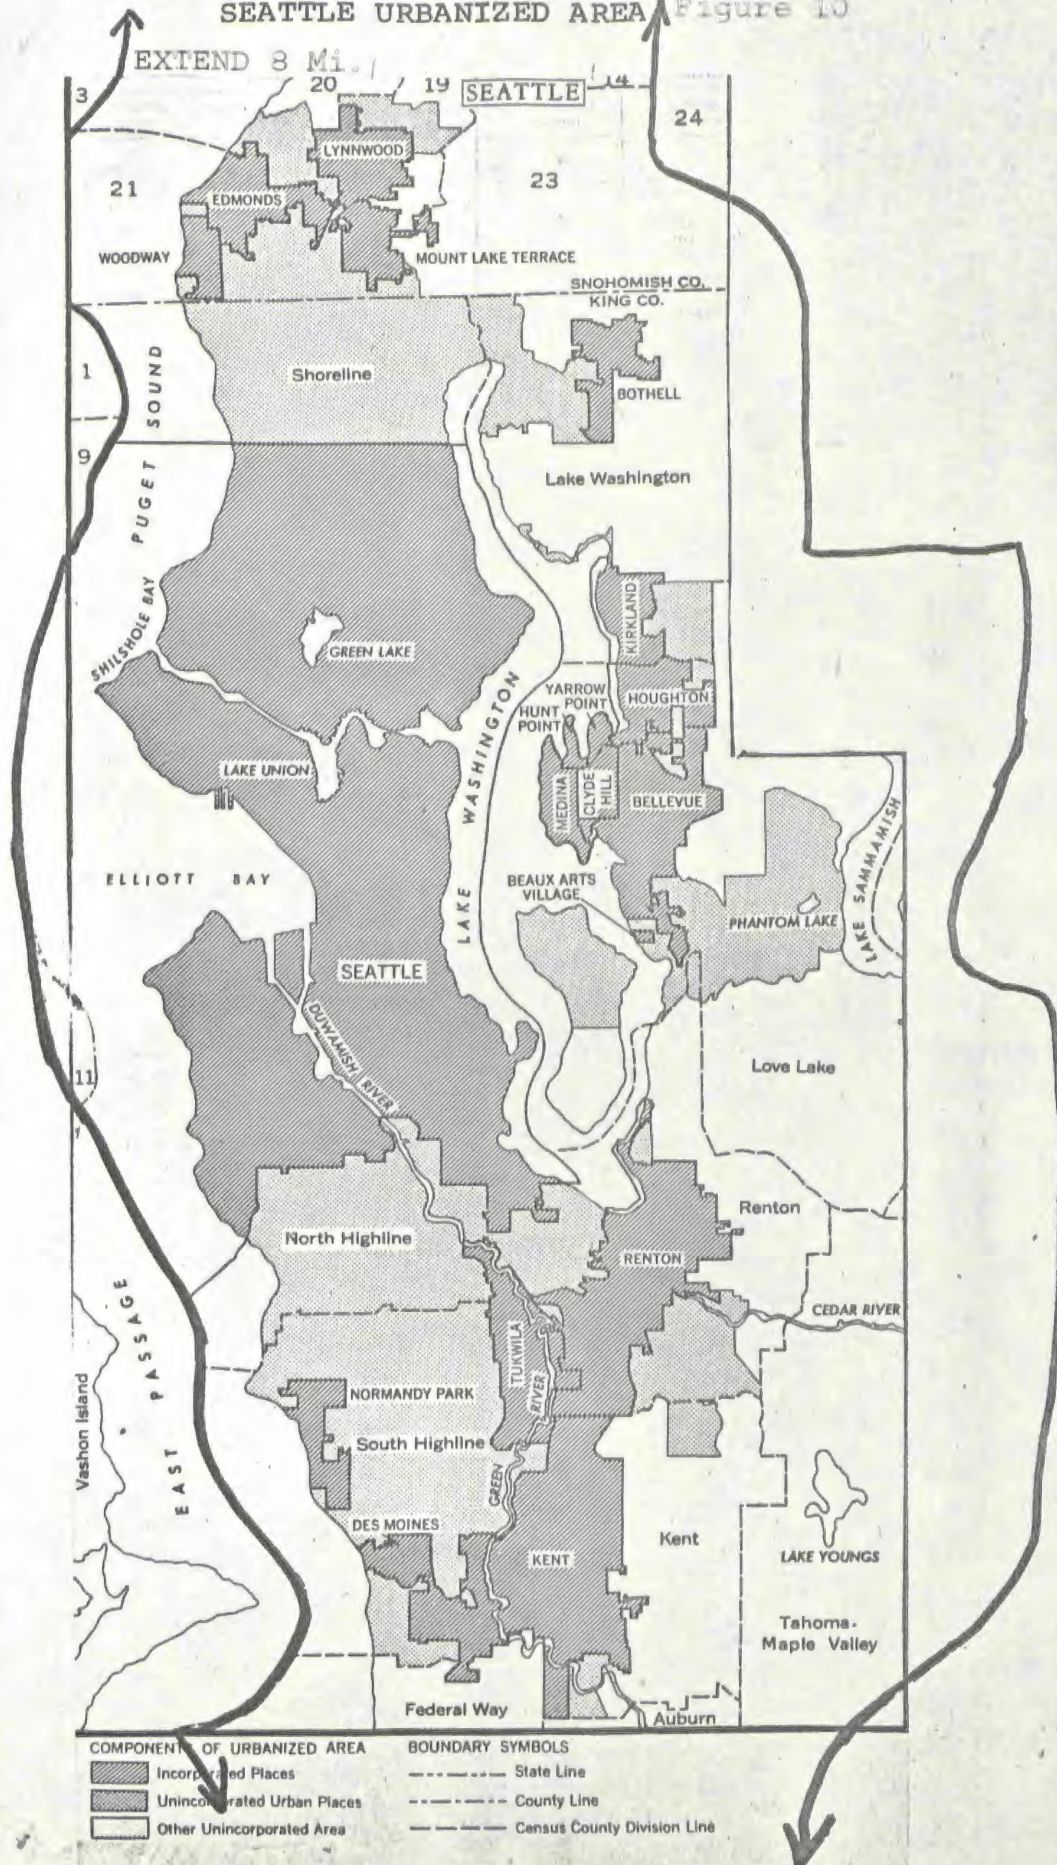 SEATTLE URBANIZED AREA Figure 10
EXTEND 8 Mi.
3
20
19
SEATTLE
14
24
LYNNWOOD
21
23
EDMONDS
WOODWAY
MOUNT LAKE TERRACE
SNOHOMISH CO.
KING CO.
1
PUGET SOUND
Shoreline
BOTHELL
9
Lake Washington
SHILSHOLE BAY
GREEN LAKE
KIRKLAND
YARROW
POINT
HUNT
POINT
HOUGHTON
LAKE UNION
LAKE WASHINGTON
MEDINA
CLYDE
HILL
BELLEVUE
ELLIOTT BAY
BEAUX ARTS
VILLAGE
PHANTOM LAKE
LAKE SAMMAMISH
SEATTLE
DUWAMISH RIVER
11
Love Lake
Renton
North Highline
RENTON
CEDAR RIVER
EAST PASSAGE
TUKWILA
GREEN RIVER
Vashon Island
NORMANDY PARK
South Highline
DES MOINES
KENT
Kent
LAKE YOUNGS
Tahoma-
Maple Valley
Federal Way
Auburn
COMPONENTS OF URBANIZED AREA
Incorporated Places
Unincorporated Urban Places
Other Unincorporated Area
BOUNDARY SYMBOLS
State Line
County Line
Census County Division Line